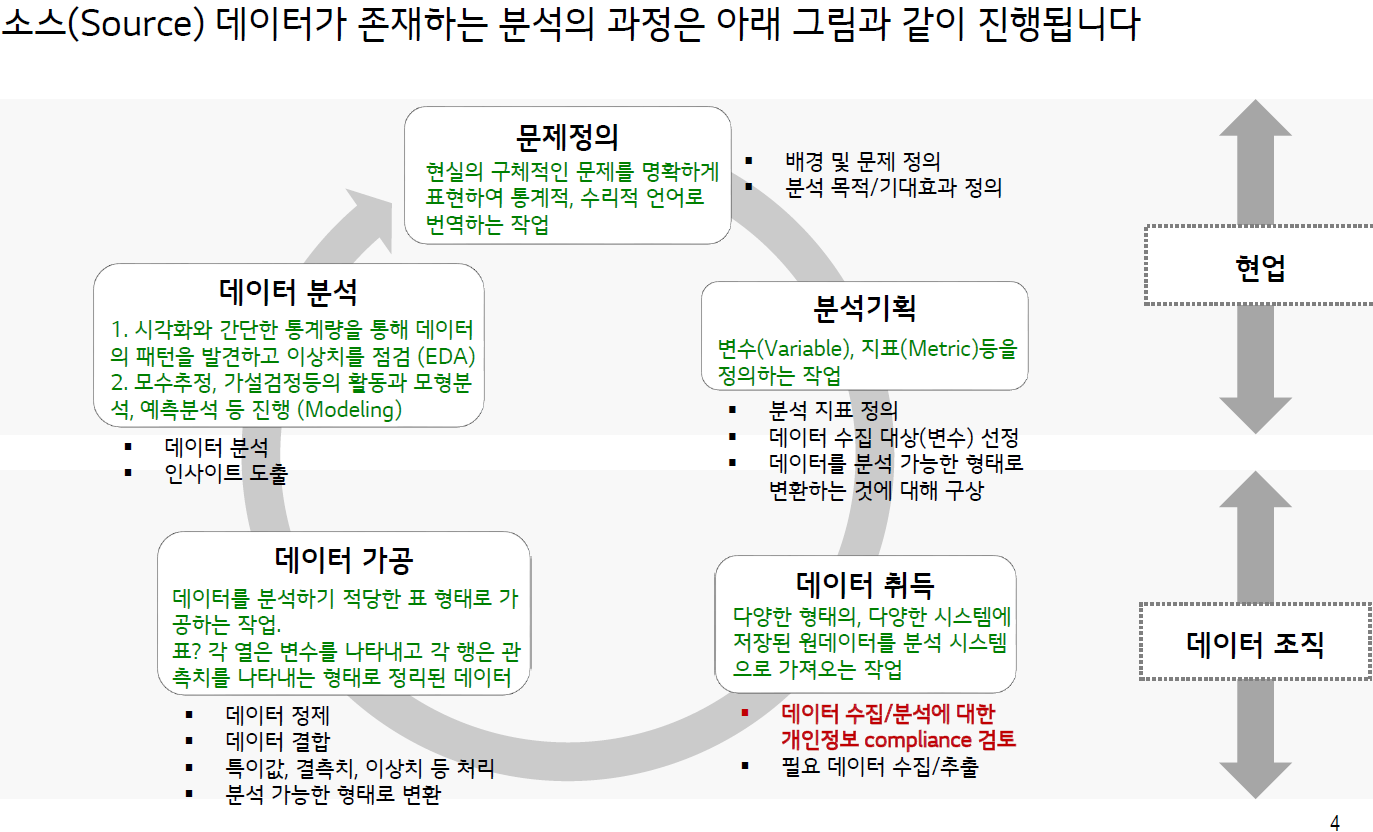 소스(Source) 데이터가 존재하는 분석의 과정은 아래 그림과 같이 진행됩니다
문제정의
현실의 구체적인 문제를 명확하게
표현하여 통계적, 수리적 언어로
번역하는 작업
▪ 배경 및 문제 정의
▪ 분석 목적/기대효과 정의
현업
분석기획
변수(Variable), 지표(Metric)등을
정의하는 작업
▪ 분석 지표 정의
▪ 데이터 수집 대상(변수) 선정
▪ 데이터를 분석 가능한 형태로
변환하는 것에 대해 구상
데이터 분석
1. 시각화와 간단한 통계량을 통해 데이터
의 패턴을 발견하고 이상치를 점검 (EDA)
2. 모수추정, 가설검정등의 활동과 모형분
석, 예측분석 등 진행 (Modeling)
▪ 데이터 분석
▪ 인사이트 도출
데이터 취득
다양한 형태의, 다양한 시스템에
저장된 원데이터를 분석 시스템
으로 가져오는 작업
▪ 데이터 수집/분석에 대한
개인정보 compliance 검토
▪ 필요 데이터 수집/추출
데이터 조직
데이터 가공
데이터를 분석하기 적당한 표 형태로 가
공하는 작업.
표? 각 열은 변수를 나타내고 각 행은 관
측치를 나타내는 형태로 정리된 데이터
▪ 데이터 정제
▪ 데이터 결합
▪ 특이값, 결측치, 이상치 등 처리
▪ 분석 가능한 형태로 변환
4